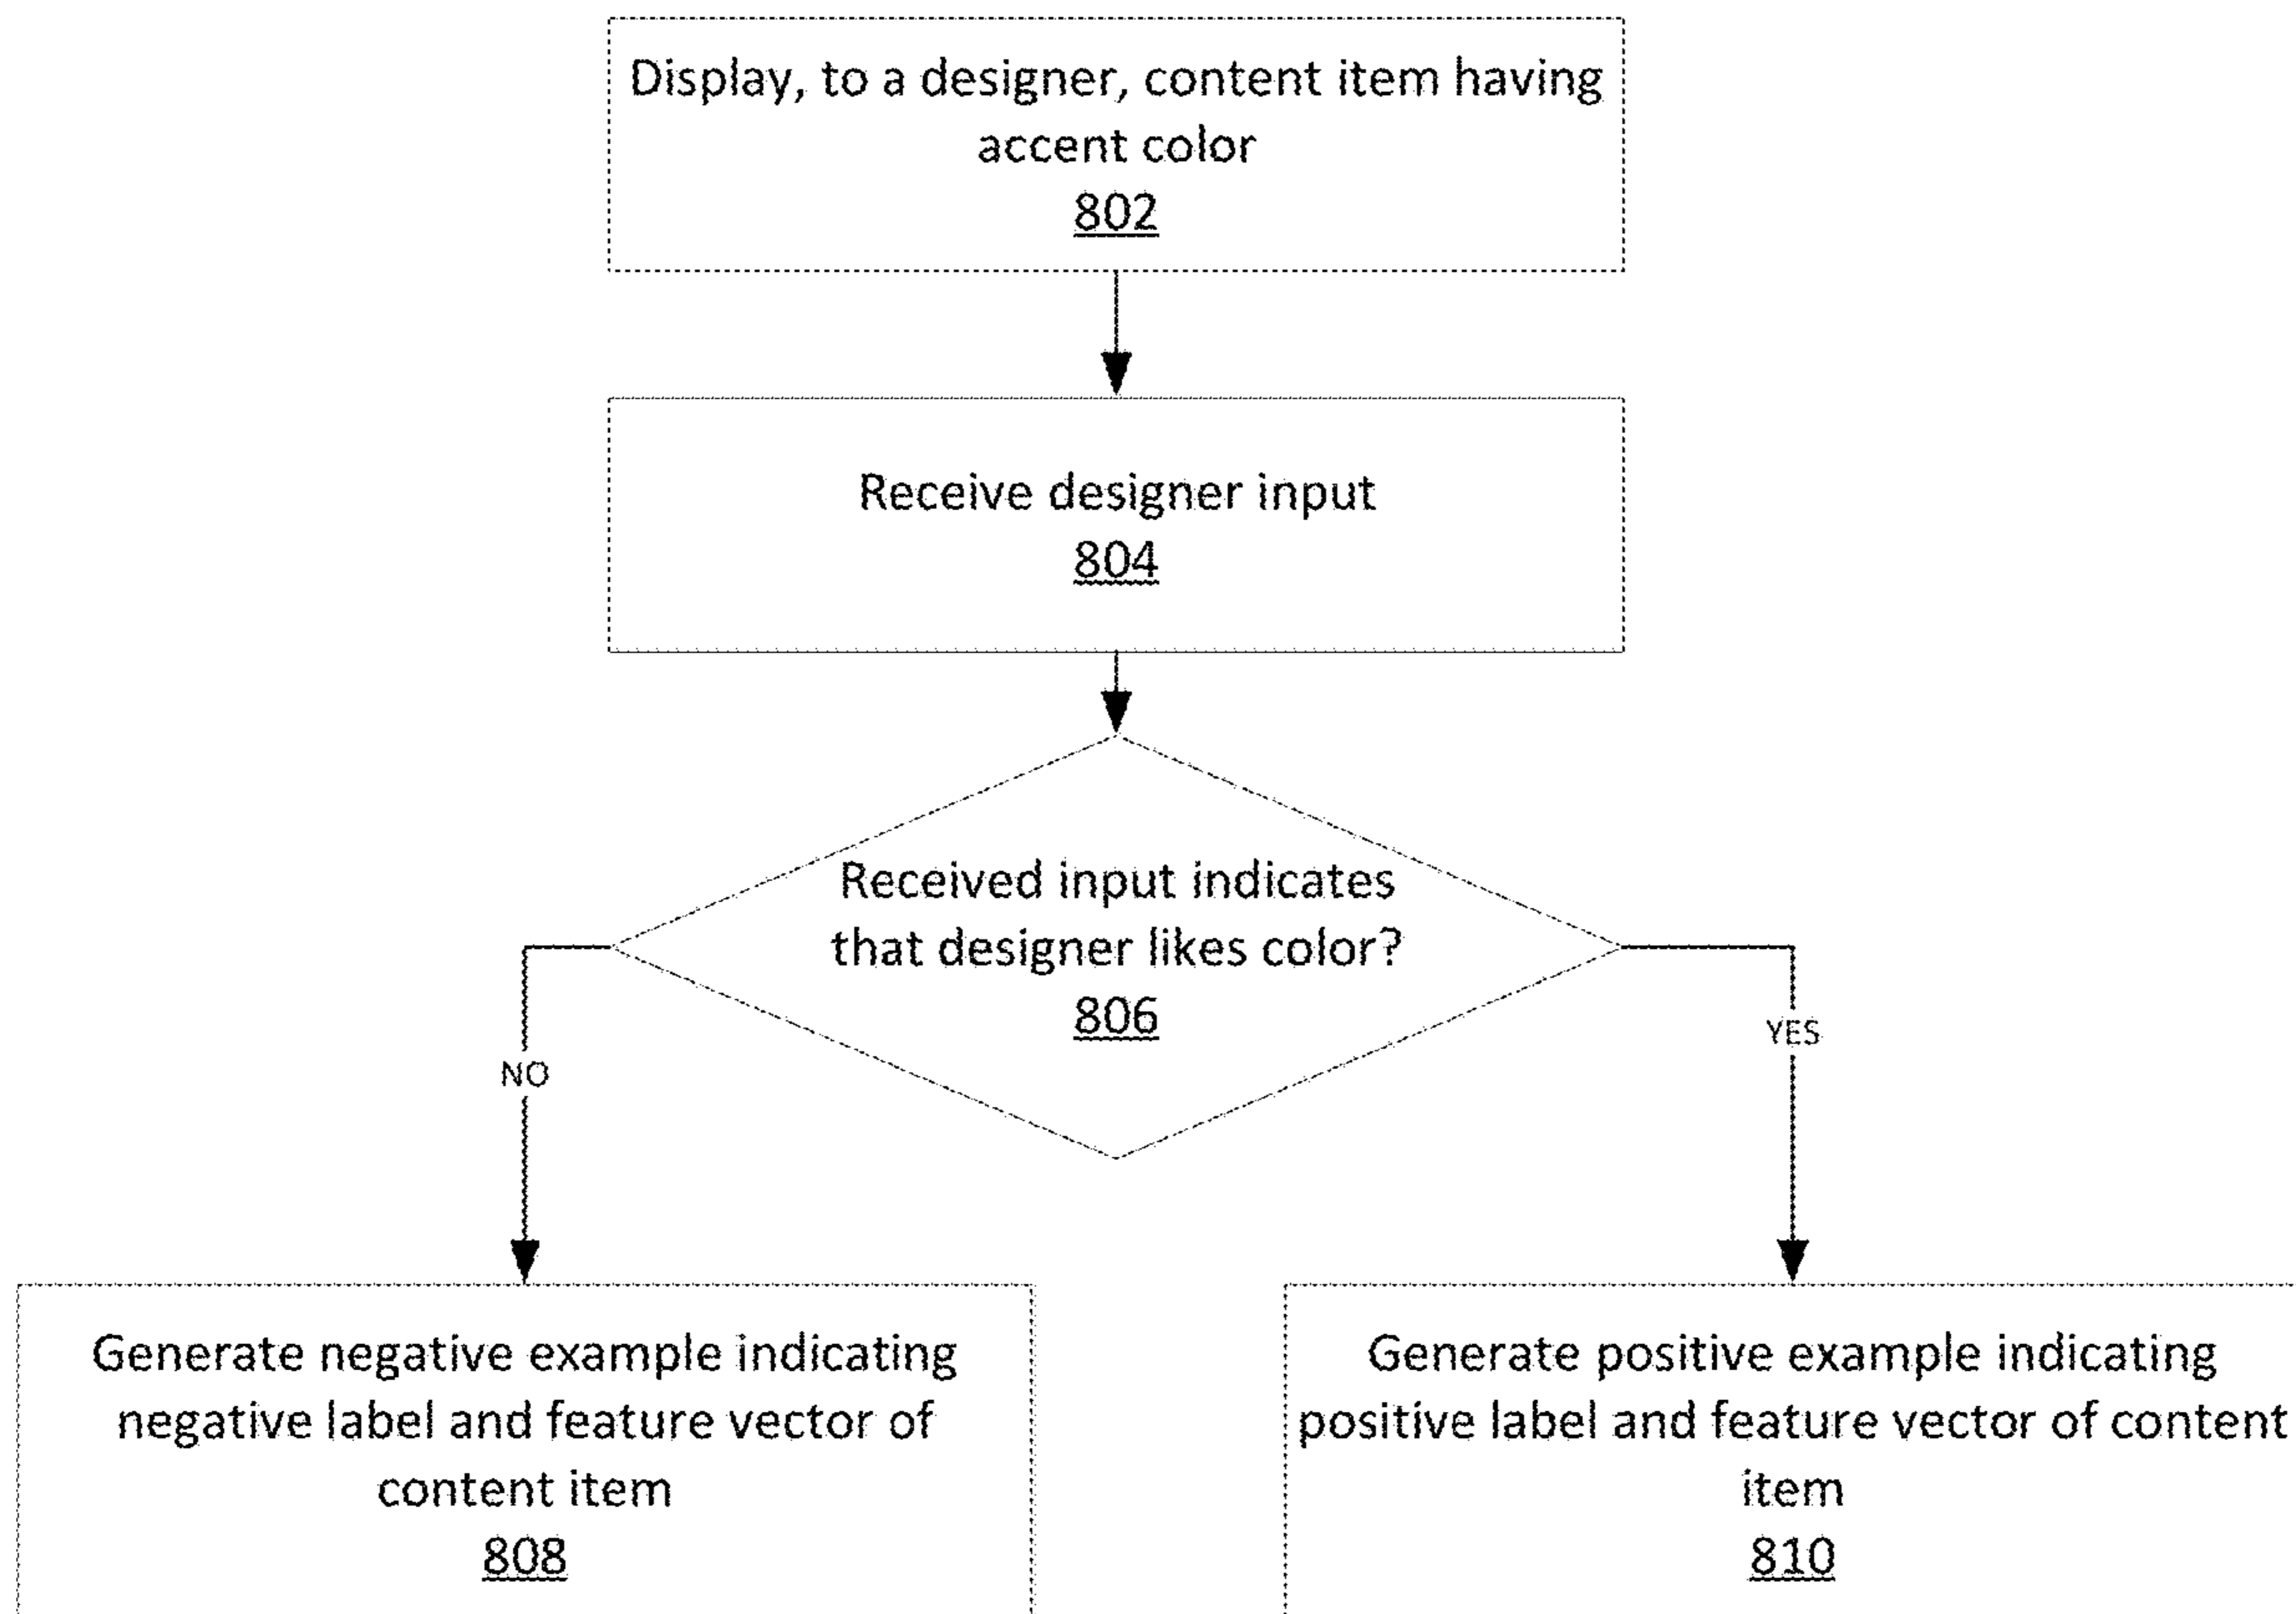 Display, to a designer, content item having
accent color
802
Receive designer input
804
Received input indicates
that designer likes color?
806
NO
YES
Generate negative example indicating
negative label and feature vector of
content item
808
Generate positive example indicating
positive label and feature vector of content
item
810